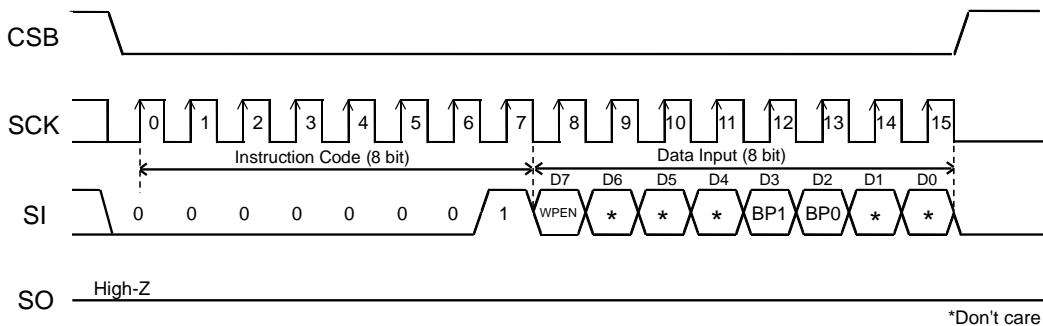 CSB
SCK 0 1 2 3 4 5 6 7 8 9 10 11 12 13 14 15
Instruction Code (8 bit) Data Input (8 bit)
D7 D6 D5 D4 D3 D2 D1 D0
SI 0 0 0 0 0 0 0 1 WPEN * * * BP1 BP0 * *
High-Z
SO
*Don't care